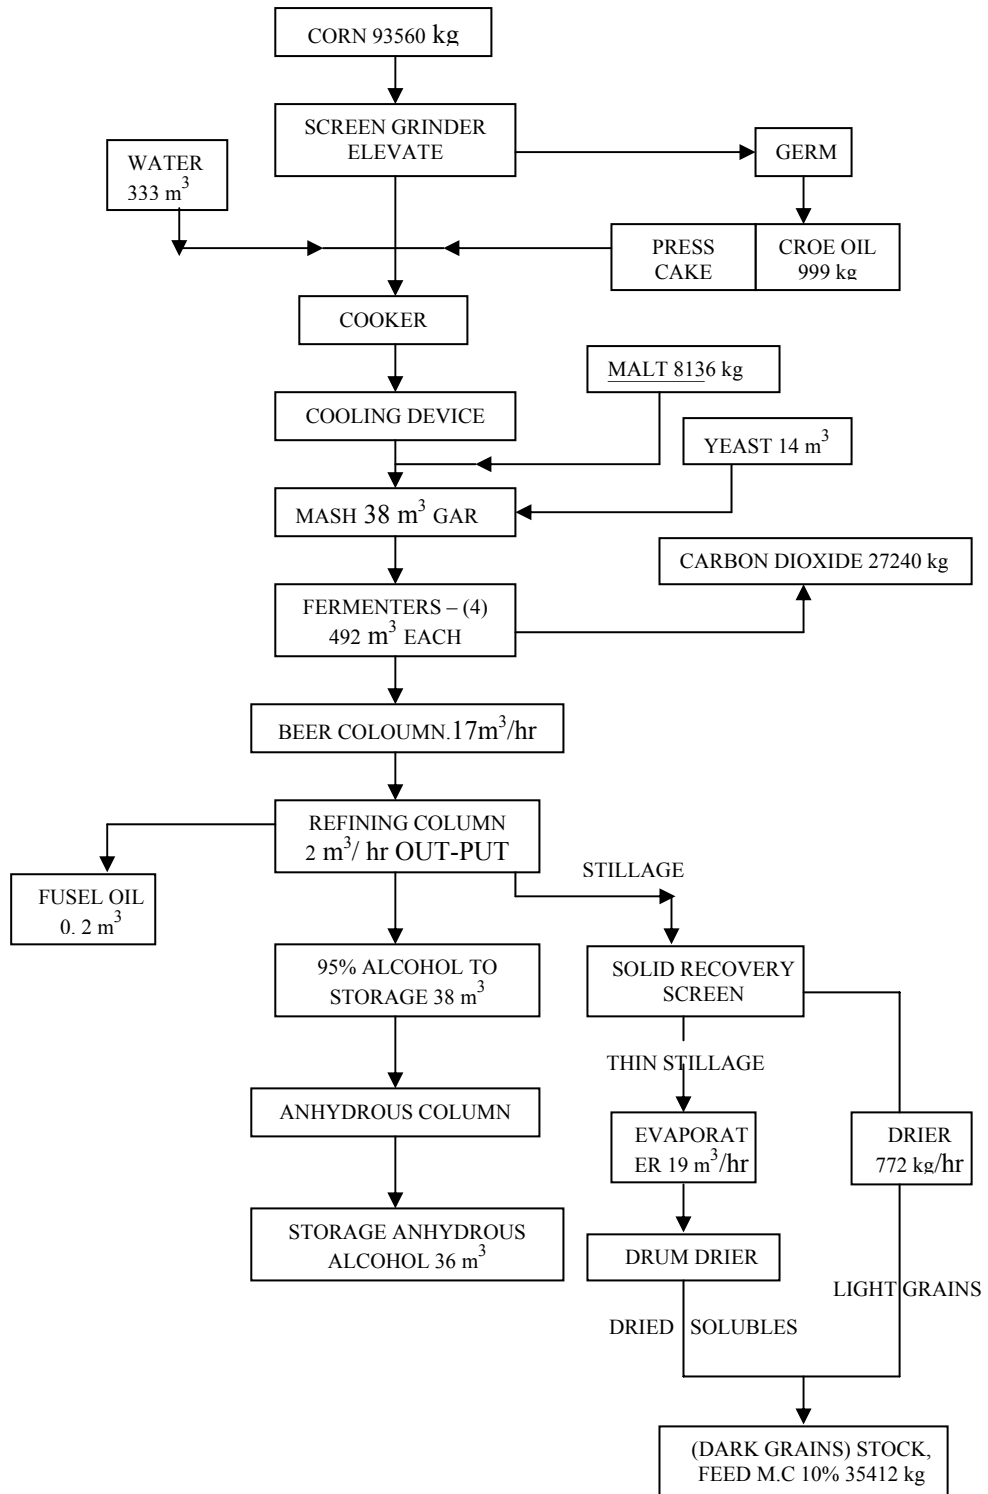 CORN 93560 kg
SCREEN GRINDER
ELEVATE
GERM
WATER
333 m³
PRESS
CAKE
CROE OIL
999 kg
COOKER
MALT 8136 kg
COOLING DEVICE
YEAST 14 m³
MASH 38 m³ GAR
CARBON DIOXIDE 27240 kg
FERMENTERS – (4)
492 m³ EACH
BEER COLOUMN.17m³/hr
REFINING COLUMN
2 m³/ hr OUT-PUT
STILLAGE
FUSEL OIL
0. 2 m³
95% ALCOHOL TO
STORAGE 38 m³
SOLID RECOVERY
SCREEN
THIN STILLAGE
ANHYDROUS COLUMN
EVAPORAT
ER 19 m³/hr
DRIER
772 kg/hr
STORAGE ANHYDROUS
ALCOHOL 36 m³
DRUM DRIER
LIGHT GRAINS
DRIED SOLUBLES
(DARK GRAINS) STOCK,
FEED M.C 10% 35412 kg